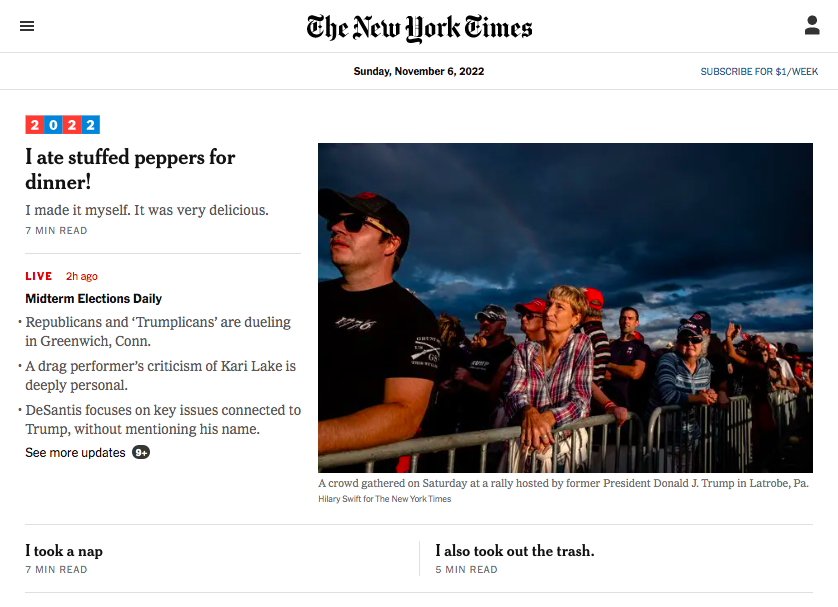 The New York Times
Sunday, November 6, 2022
SUBSCRIBE FOR $1/WEEK
2022
I ate stuffed peppers for
dinner!
I made it myself. It was very delicious.
7 MIN READ
LIVE 2h ago
Midterm Elections Daily
• Republicans and ‘Trumplicans’ are dueling
in Greenwich, Conn.
• A drag performer’s criticism of Kari Lake is
deeply personal.
• DeSantis focuses on key issues connected to
Trump, without mentioning his name.
See more updates 9+
1776
A crowd gathered on Saturday at a rally hosted by former President Donald J. Trump in Latrobe, Pa.
Hilary Swift for The New York Times
I took a nap
7 MIN READ
I also took out the trash.
5 MIN READ